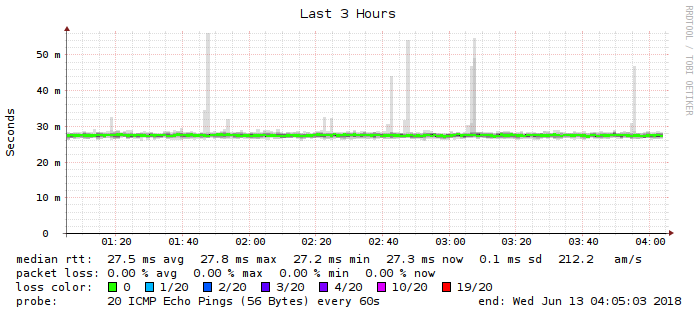 Last 3 Hours
RRDTOOL / TOBI OETIKER
Seconds
50 m
40 m
30 m
20 m
10 m
0
01:20 01:40 02:00 02:20 02:40 03:00 03:20 03:40 04:00
median rtt: 27.5 ms avg 27.8 ms max 27.2 ms min 27.3 ms now 0.1 ms sd 212.2 am/s
packet loss: 0.00 % avg 0.00 % max 0.00 % min 0.00 % now
loss color: 0 1/20 2/20 3/20 4/20 10/20 19/20
probe: 20 ICMP Echo Pings (56 Bytes) every 60s end: Wed Jun 13 04:05:03 2018